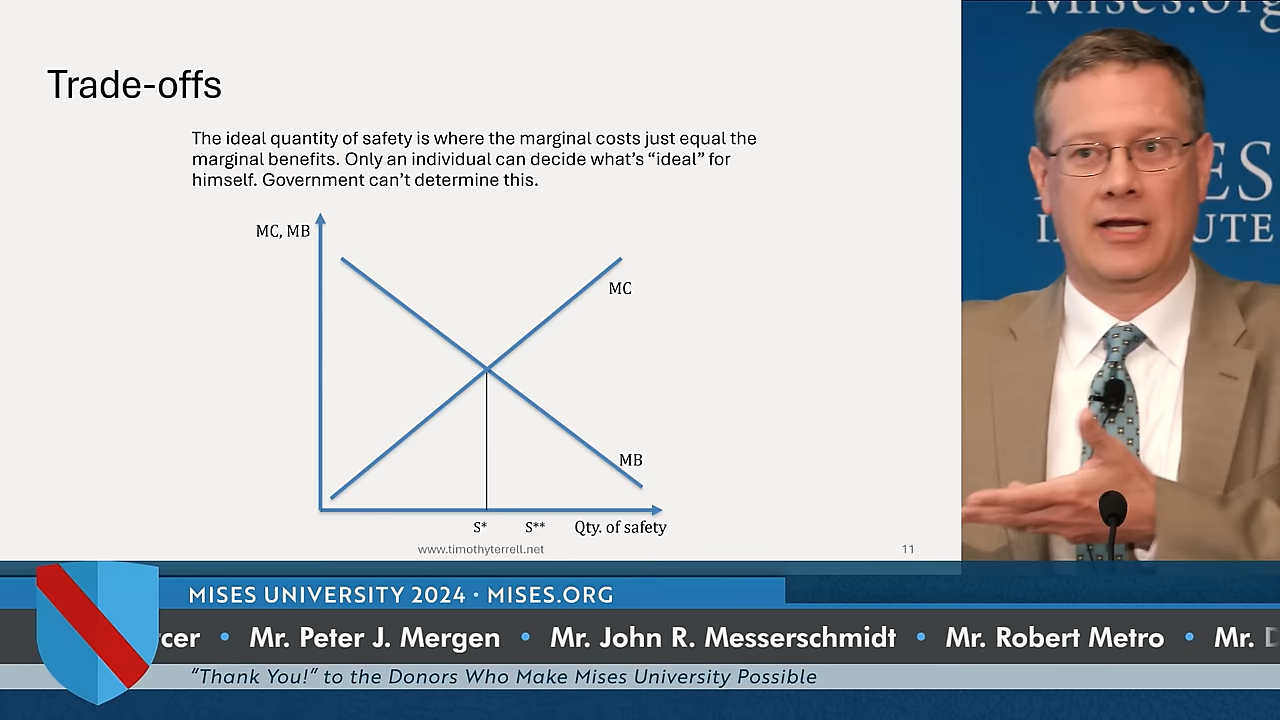 Trade-offs
The ideal quantity of safety is where the marginal costs just equal the
marginal benefits. Only an individual can decide what's “ideal” for
himself. Government can't determine this.
MC, MB
MC
MB
S* S** Qty. of safety
www.timothyterrell.net 11
Mises.org
MISES UNIVERSITY 2024 · MISES.ORG
• Mr. Peter J. Mergen • Mr. John R. Messerschmidt • Mr. Robert Metro • Mr.
“Thank You!” to the Donors Who Make Mises University Possible